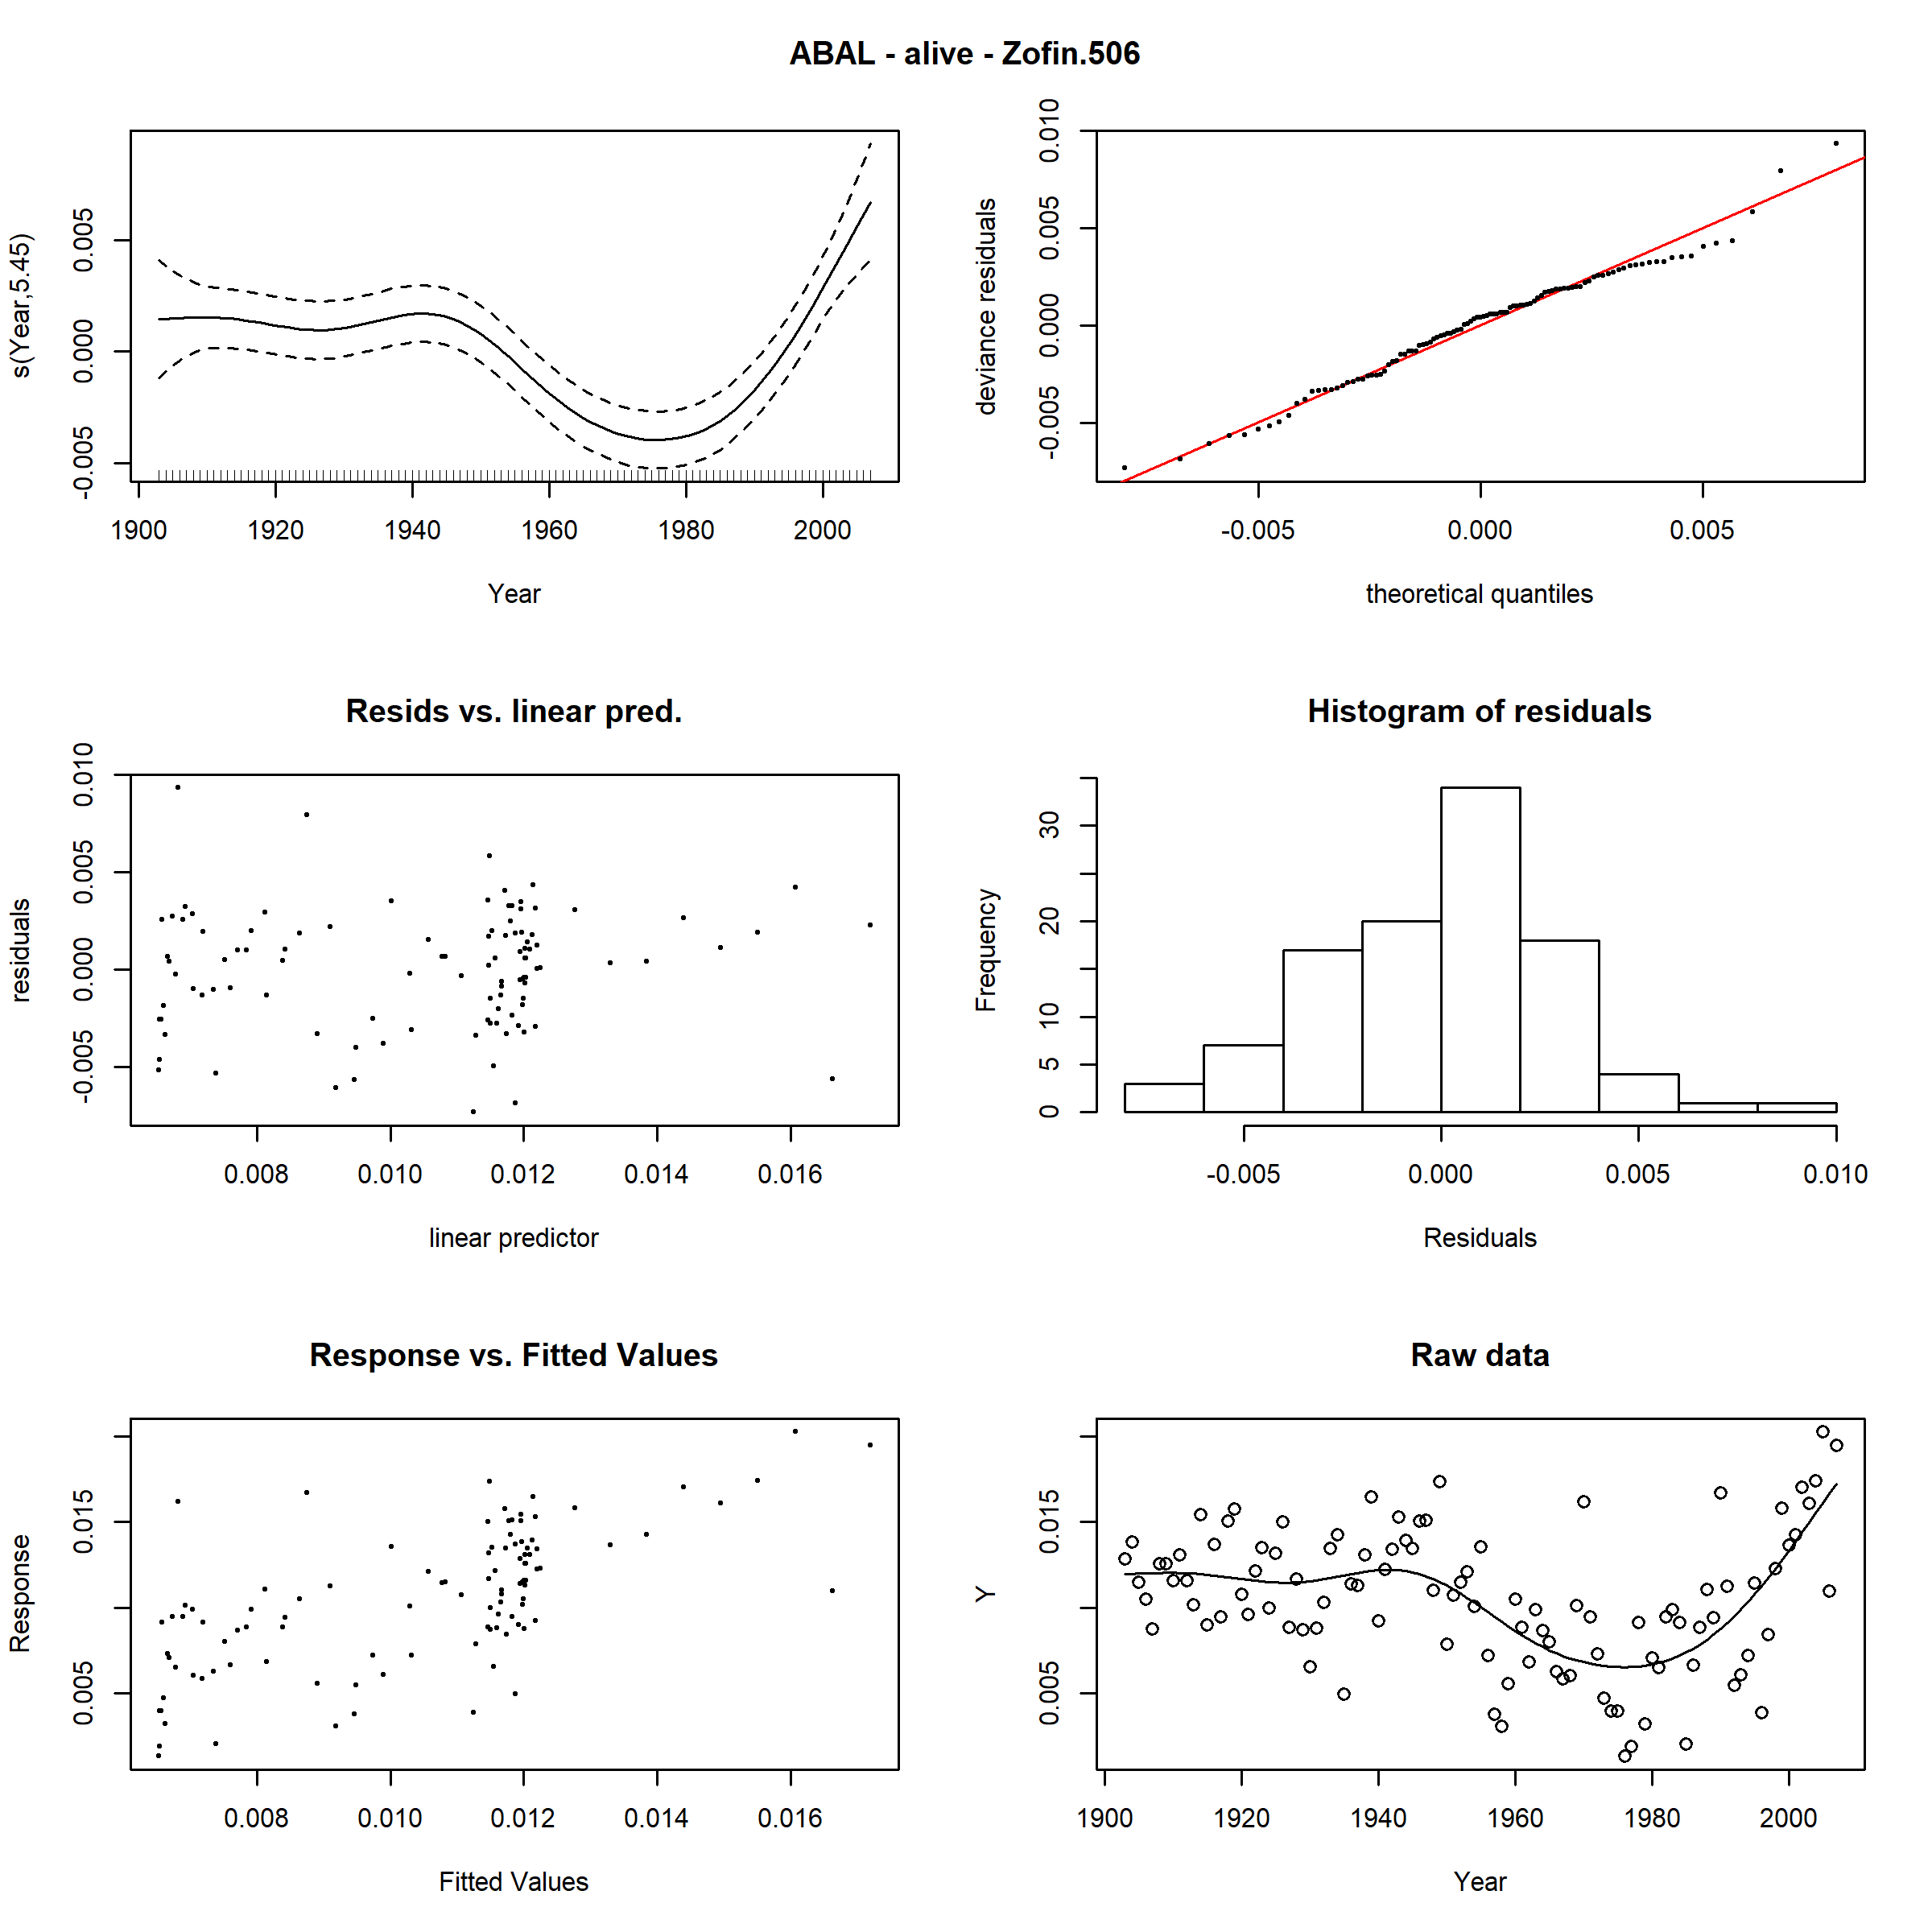 ABAL - alive - Zofin.506
s(Year,5.45)
0.005
0.000
-0.005
1900 1920 1940 1960 1980 2000
Year
deviance residuals
0.010
0.005
0.000
-0.005
-0.005 0.000 0.005
theoretical quantiles
Resids vs. linear pred.
residuals
0.010
0.005
0.000
-0.005
0.008 0.010 0.012 0.014 0.016
linear predictor
Histogram of residuals
Frequency
30
20
10
5
0
-0.005 0.000 0.005 0.010
Residuals
Response vs. Fitted Values
Response
0.015
0.005
0.008 0.010 0.012 0.014 0.016
Fitted Values
Raw data
Y
0.015
0.005
1900 1920 1940 1960 1980 2000
Year